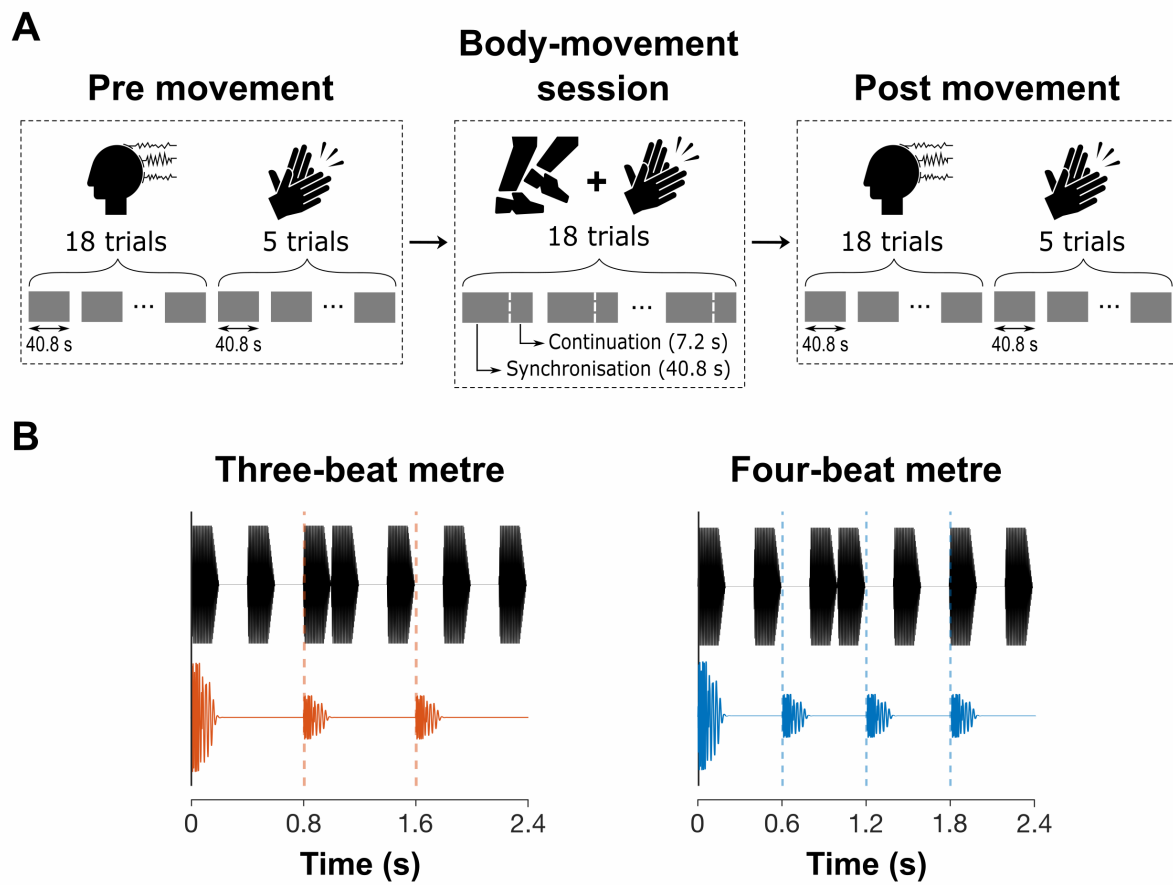 A
Pre movement
Body-movement
session
Post movement
18 trials
5 trials
+
18 trials
18 trials
5 trials
...
...
...
...
...
40.8 s
40.8 s
Continuation (7.2 s)
Synchronisation (40.8 s)
40.8 s
40.8 s
B
Three-beat metre
Four-beat metre
0
0.8
1.6
2.4
0
0.6
1.2
1.8
2.4
Time (s)
Time (s)